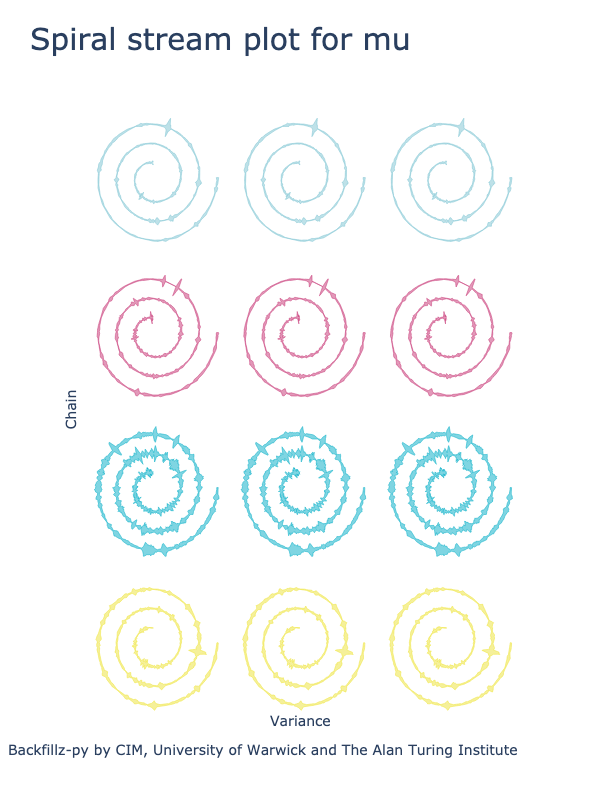 Spiral stream plot for mu
Chain
Variance
Backfillz-py by CIM, University of Warwick and The Alan Turing Institute